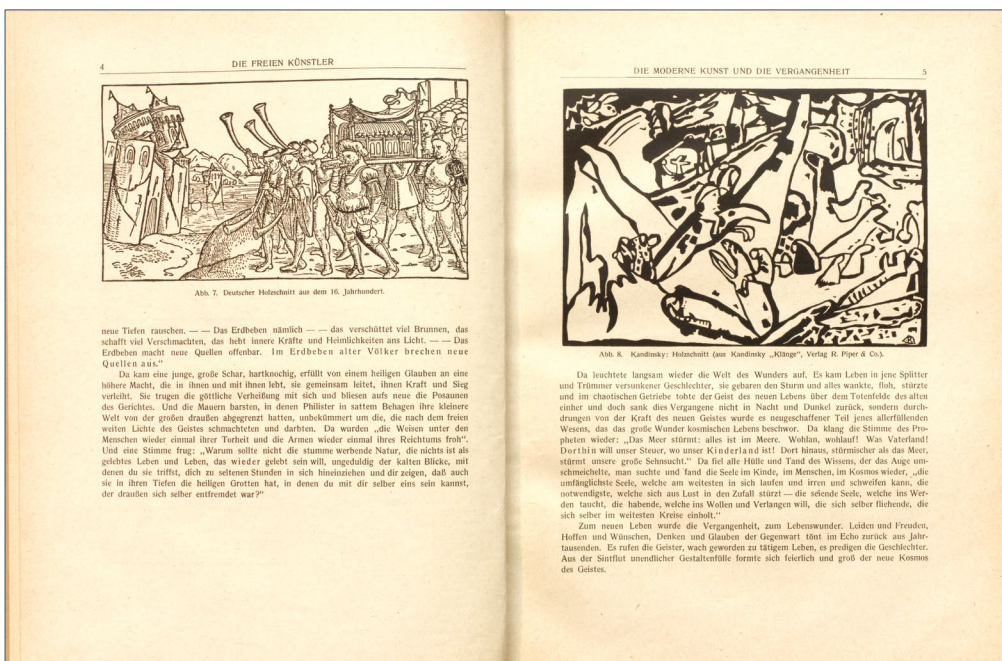 4
DIE FREIEN KÜNSTLER
Abb. 7. Deutscher Holzschnitt aus dem 16. Jahrhundert.
neue Tiefen rauschen. — — Das Erdbeben nämlich — — das verschüttet viel Brunnen, das
schafft viel Verschmachten, das hebt innere Kräfte und Heimlichkeiten ans Licht. — — Das
Erdbeben macht neue Quellen offenbar. Im Erdbeben alter Völker brechen neue
Quellen aus.“
Da kam eine junge, große Schar, hartknochig, erfüllt von einem heiligen Glauben an eine
höhere Macht, die in ihnen und mit ihnen lebt, sie gemeinsam leitet, ihnen Kraft und Sieg
verleiht. Sie trugen die göttliche Verheißung mit sich und bliesen aufs neue die Posaunen
des Gerichtes. Und die Mauern barsten, in denen Philister in sattem Behagen ihre kleinere
Welt von der großen draußen abgegrenzt hatten, unbekümmert um die, die nach dem freien
weiten Lichte des Geistes schmachteten und darbten. Da wurden „die Weisen unter den
Menschen wieder einmal ihrer Torheit und die Armen wieder einmal ihres Reichtums froh“.
Und eine Stimme frug: „Warum sollte nicht die stumme werbende Natur, die nichts ist als
gelebtes Leben und Leben, das wieder gelebt sein will, ungeduldig der kalten Blicke, mit
denen du sie triffst, dich zu seltenen Stunden in sich hineinziehen und dir zeigen, daß auch
sie in ihren Tiefen die heiligen Grotten hat, in denen du mit dir selber eins sein kannst,
der draußen sich selber entfremdet war?“
DIE MODERNE KUNST UND DIE VERGANGENHEIT
5
Abb. 8. Kandinsky: Holzschnitt (aus Kandinsky „Klänge“, Verlag R. Piper & Co.).
Da leuchtete langsam wieder die Welt des Wunders auf. Es kam Leben in jene Splitter
und Trümmer versunkener Geschlechter, sie gebaren den Sturm und alles wankte, floh, stürzte
und im chaotischen Getriebe tobte der Geist des neuen Lebens über dem Totenfelde des alten
einher und doch sank dies Vergangene nicht in Nacht und Dunkel zurück, sondern durch-
drungen von der Kraft des neuen Geistes wurde es neugeschaffener Teil jenes allerfüllenden
Wesens, das das große Wunder kosmischen Lebens beschwor. Da klang die Stimme des Pro-
pheten wieder: „Das Meer stürmt: alles ist im Meere. Wohlan, wohlauf! Was Vaterland!
Dorthin will unser Steuer, wo unser Kinderland ist! Dort hinaus, stürmischer als das Meer,
stürmt unsere große Sehnsucht.“ Da fiel alle Hülle und Tand des Wissens, der das Auge um-
schmeichelte, man suchte und fand die Seele im Kinde, im Menschen, im Kosmos wieder, „die
umfänglichste Seele, welche am weitesten in sich laufen und irren und schweifen kann, die
notwendigste, welche sich aus Lust in den Zufall stürzt — die seiende Seele, welche ins Wer-
den taucht, die habende, welche ins Wollen und Verlangen will, die sich selber fliehende, die
sich selber im weitesten Kreise einholt.“
Zum neuen Leben wurde die Vergangenheit, zum Lebenswunder. Leiden und Freuden,
Hoffen und Wünschen, Denken und Glauben der Gegenwart tönt im Echo zurück aus Jahr-
tausenden. Es rufen die Geister, wach geworden zu tätigem Leben, es predigen die Geschlechter.
Aus der Sintflut unendlicher Gestaltenfülle formte sich feierlich und groß der neue Kosmos
des Geistes.